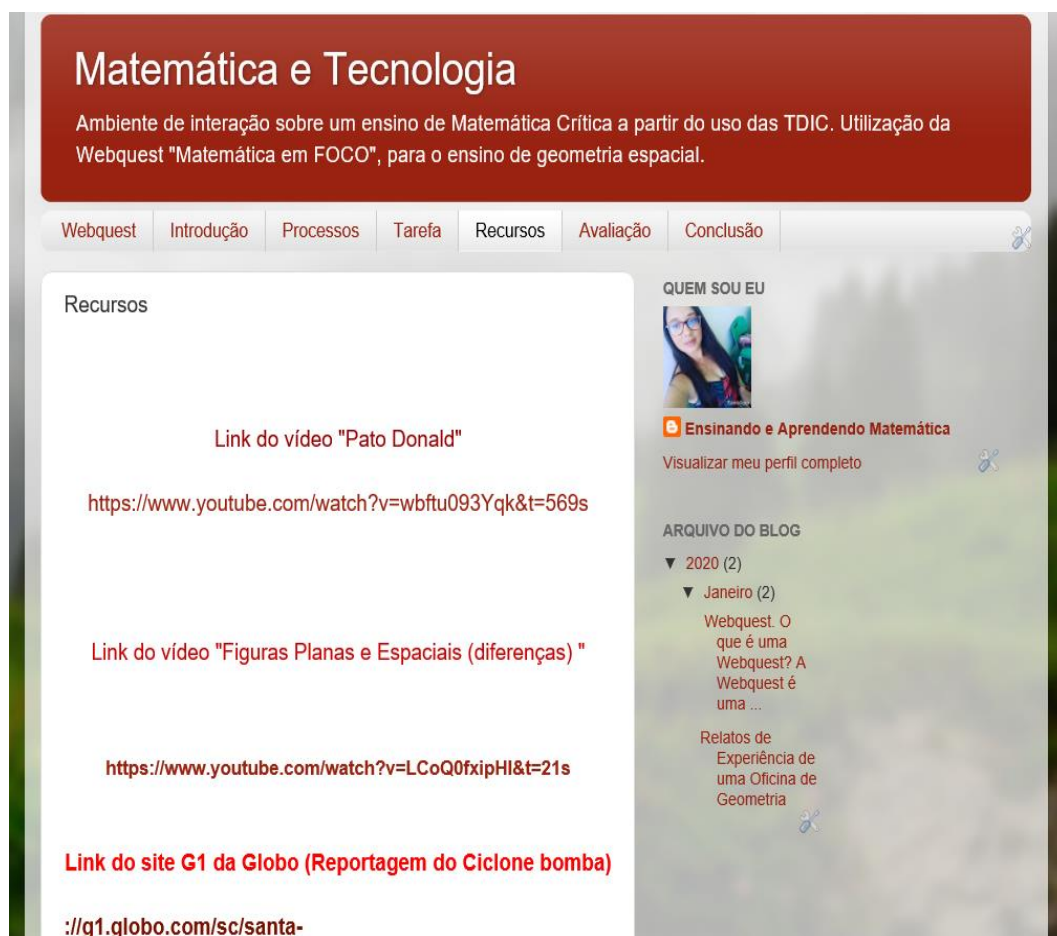 Matemática e Tecnologia
Ambiente de interação sobre um ensino de Matemática Crítica a partir do uso das TDIC. Utilização da
Webquest "Matemática em FOCO", para o ensino de geometria espacial.
Webquest Introdução Processos Tarefa Recursos Avaliação Conclusão
Recursos
Link do vídeo "Pato Donald"
https://www.youtube.com/watch?v=wbftu093Yqk&t=569s
Link do vídeo "Figuras Planas e Espaciais (diferenças) "
https://www.youtube.com/watch?v=LCoQ0fxipHI&t=21s
Link do site G1 da Globo (Reportagem do Ciclone bomba)
://g1.globo.com/sc/santa-
QUEM SOU EU
Ensinando e Aprendendo Matemática
Visualizar meu perfil completo
ARQUIVO DO BLOG
▼ 2020 (2)
▼ Janeiro (2)
Webquest. O
que é uma
Webquest? A
Webquest é
uma ...
Relatos de
Experiência de
uma Oficina de
Geometria